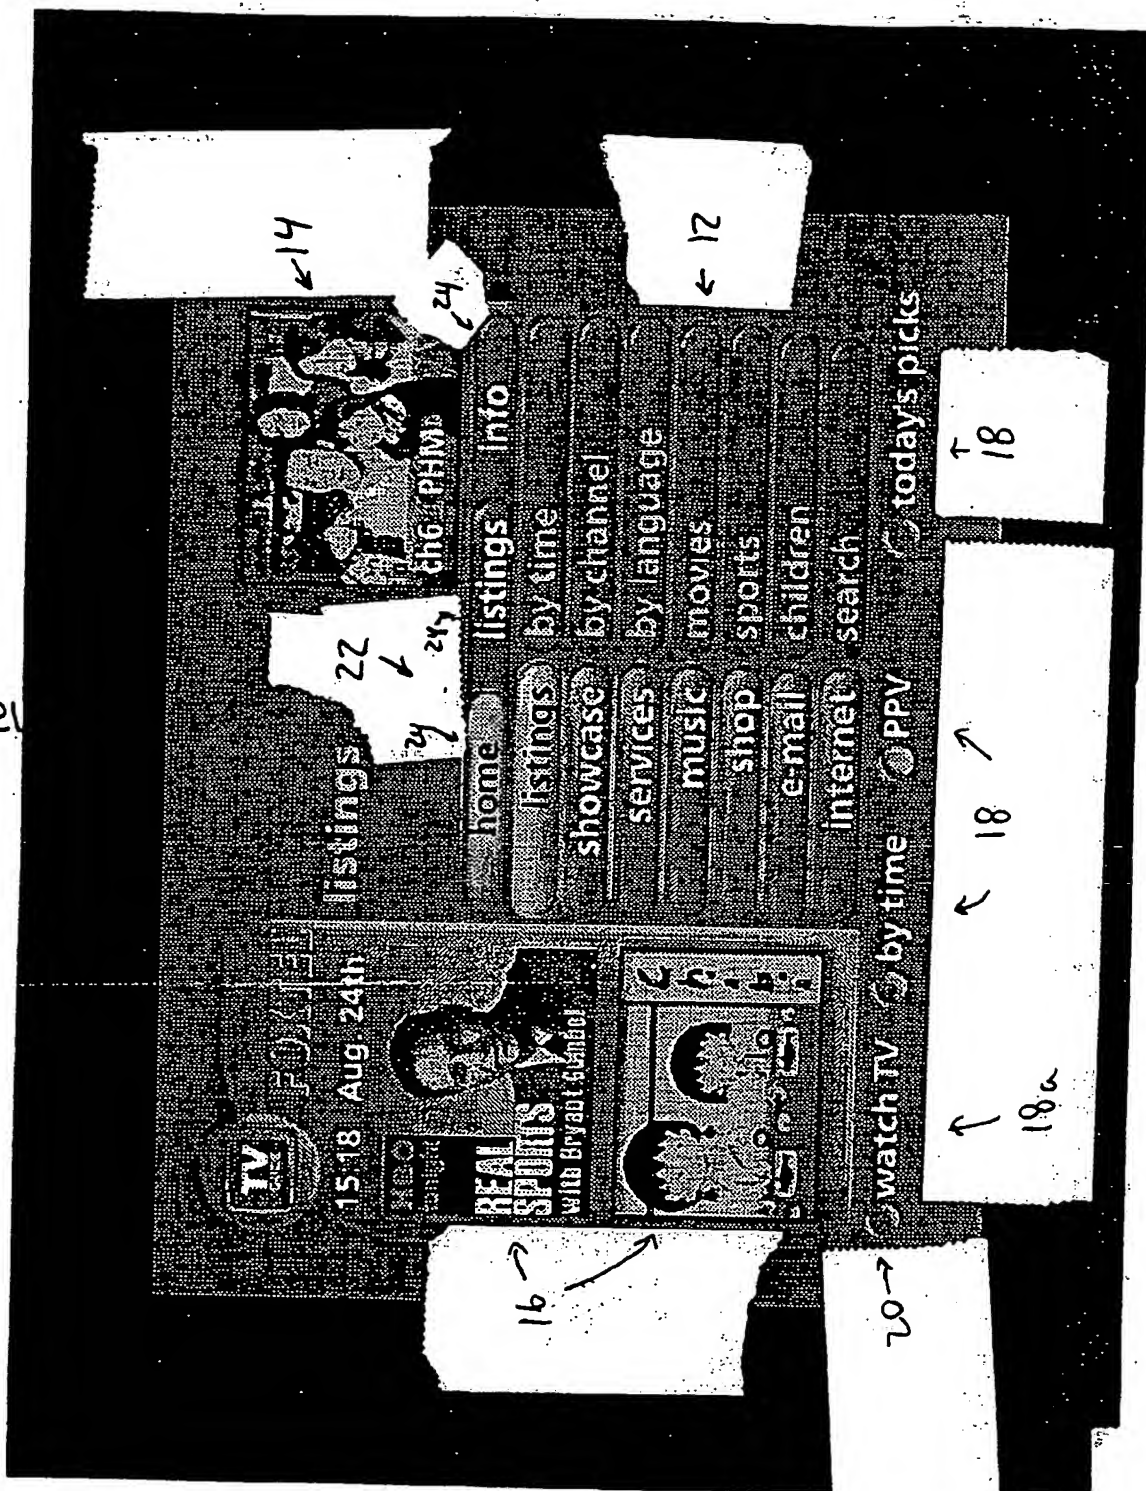 TV
15:18 Aug. 24th
listings
14
24
22
24
24
ch6 PHM
home
listings
Info
listings
by time
showcase
by channel
services
by language
music
movies
shop
sports
e-mail
children
internet
search
12
REAL
SPORTS
with Bryant Gumbel
16
20
watch TV
by time
PPV
today's picks
18a
18
18